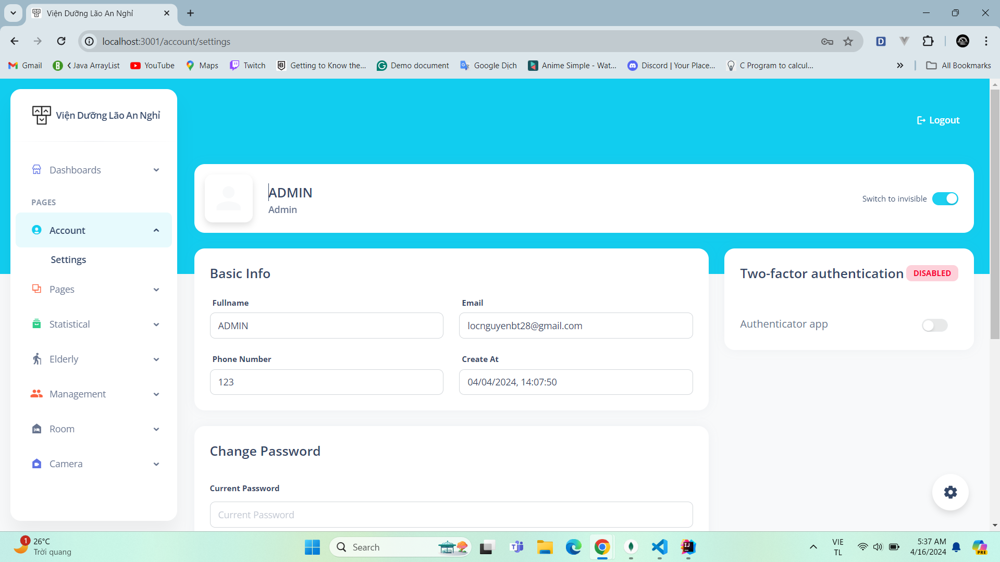 Viện Dưỡng Lão An Nghỉ
localhost:3001/account/settings
Gmail
Java ArrayList
YouTube
Maps
Twitch
Getting to Know the...
Demo document
Google Dịch
Anime Simple - Wat...
Discord | Your Place...
C Program to calcul...
All Bookmarks
Viện Dưỡng Lão An Nghỉ
Logout
Dashboards
PAGES
Account
Settings
Pages
Statistical
Elderly
Management
Room
Camera
ADMIN
Admin
Switch to invisible
Basic Info
Fullname
Email
ADMIN
locnguyenbt28@gmail.com
Phone Number
Create At
123
04/04/2024, 14:07:50
Two-factor authentication DISABLED
Authenticator app
Change Password
Current Password
Current Password
1
26°C
Trời quang
Search
VIE
TL
5:37 AM
4/16/2024
PRE